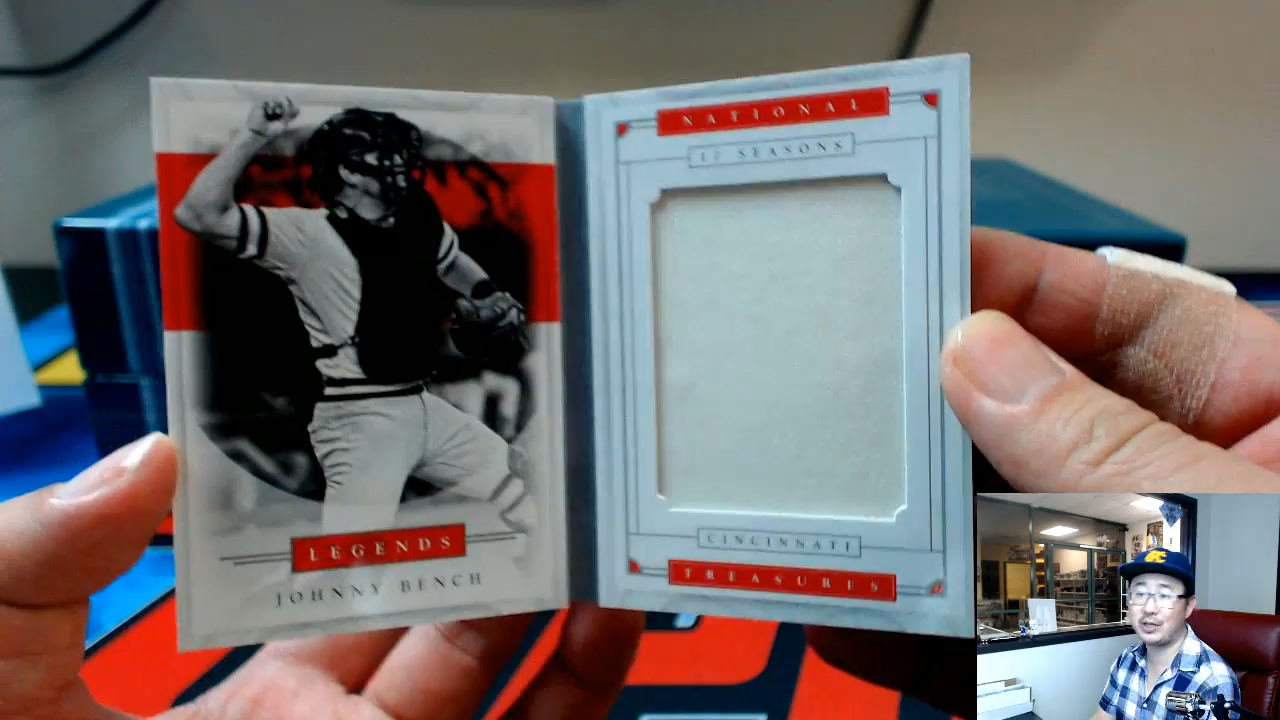 LEGENDS
JOHNNY BENCH
NATIONAL
17 SEASONS
CINCINNATI
TREASURES